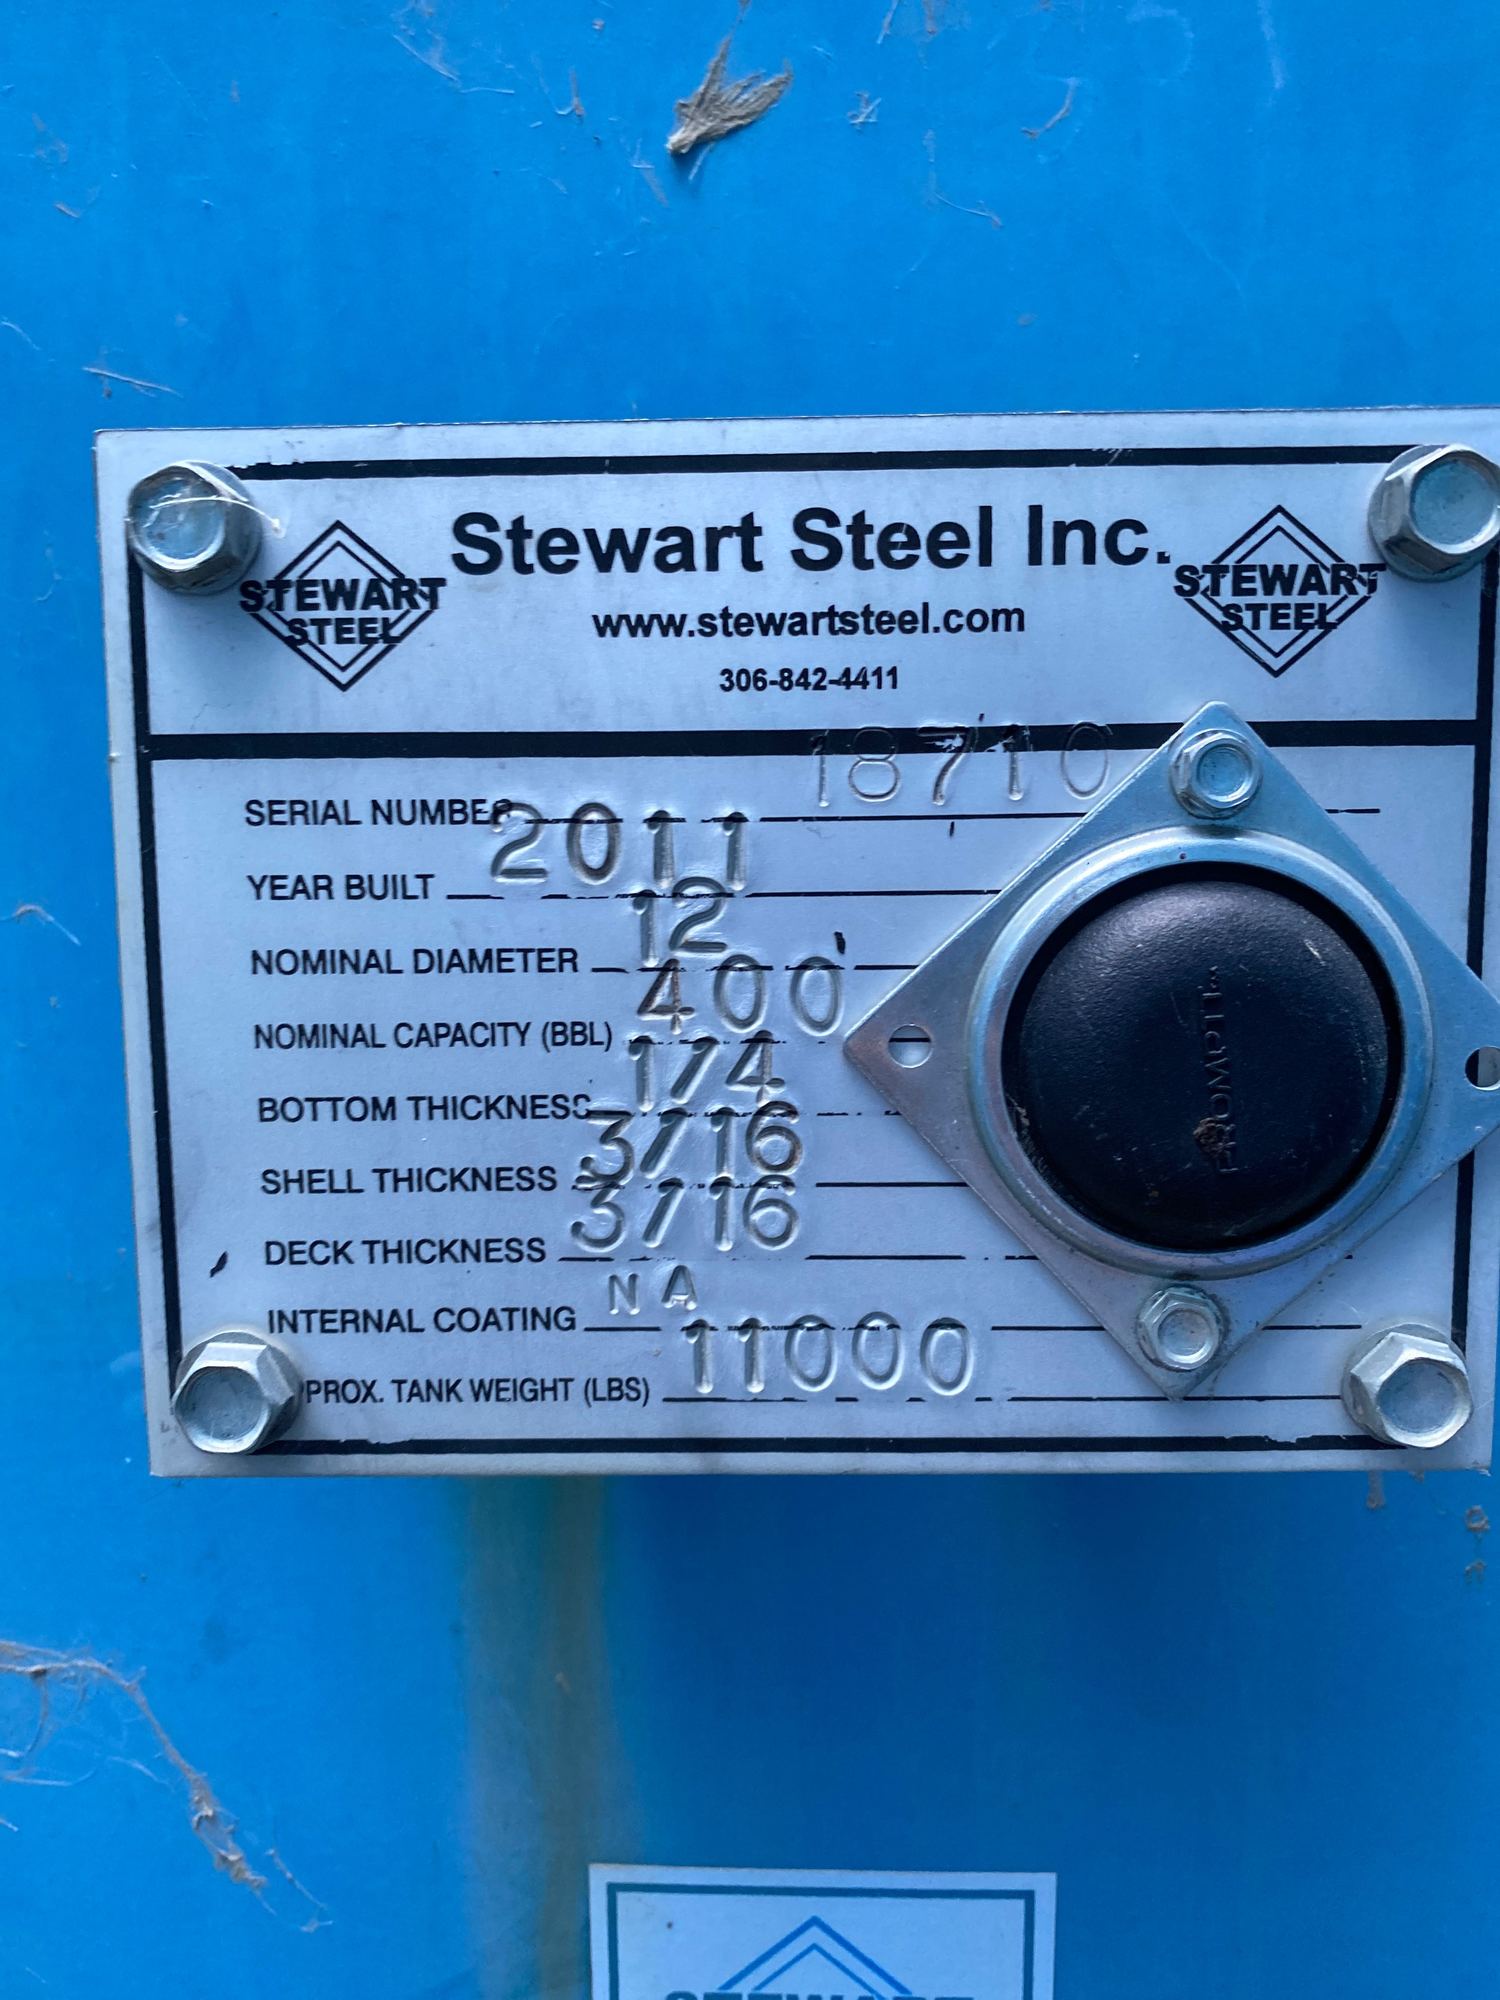 Stewart Steel Inc.
STEWART
STEEL
STEWART
STEEL
www.stewartsteel.com
306-842-4411
SERIAL NUMBER 18710
YEAR BUILT 2011
NOMINAL DIAMETER 12
NOMINAL CAPACITY (BBL) 400
BOTTOM THICKNESS 1/4
SHELL THICKNESS 3/16
DECK THICKNESS 3/16
INTERNAL COATING NA
PROX. TANK WEIGHT (LBS) 11000
PROMPT™
STEWART